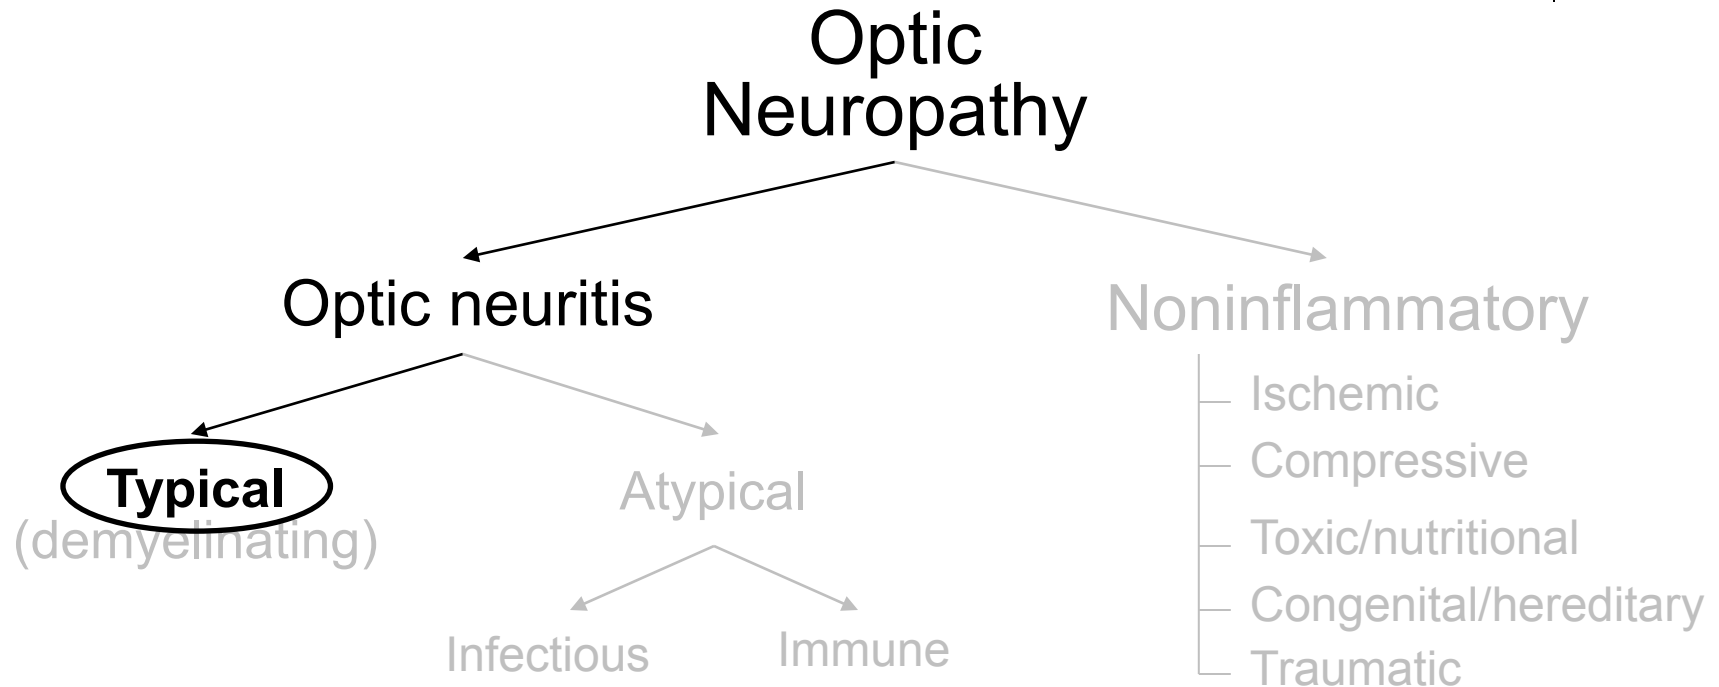 Optic
Neuropathy
Optic neuritis
Noninflammatory
Ischemic
Compressive
Typical
Atypical
(demyelinating)
Toxic/nutritional
Congenital/hereditary
Infectious
Immune
Traumatic